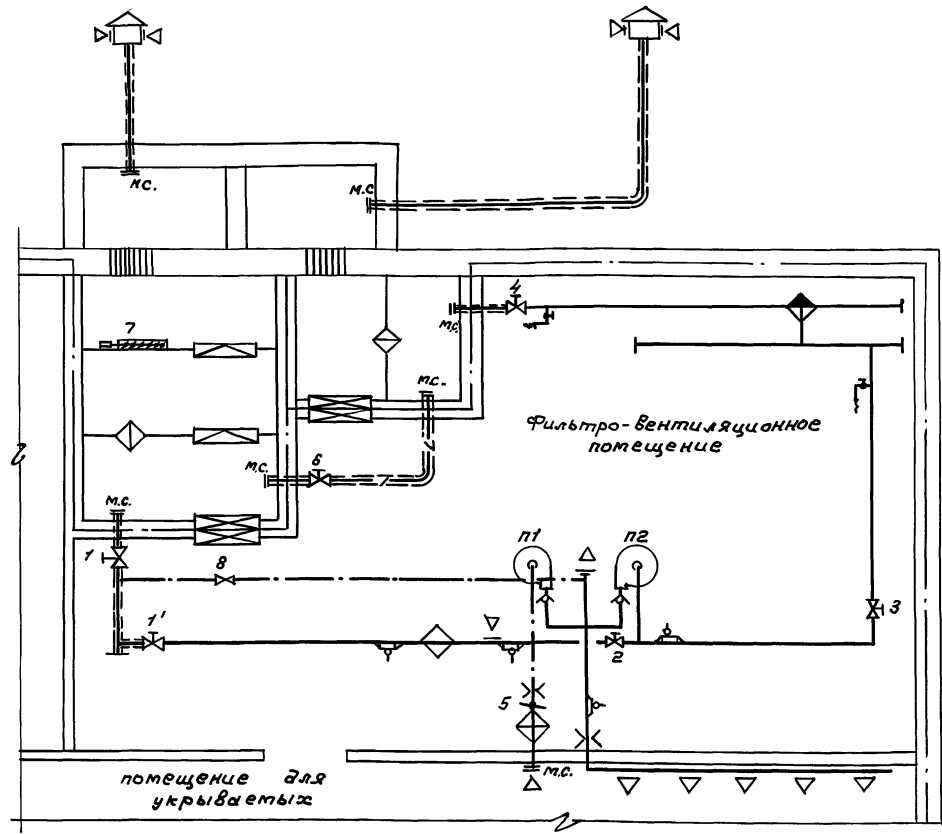 м.с.
м.с
4
м.с.
7
м.с.
Фильтро-вентиляционное
помещение
6
м.с.
м.с.
1
8
П1
П2
1'
3
2
5
м.с.
помещение для
укрываемых